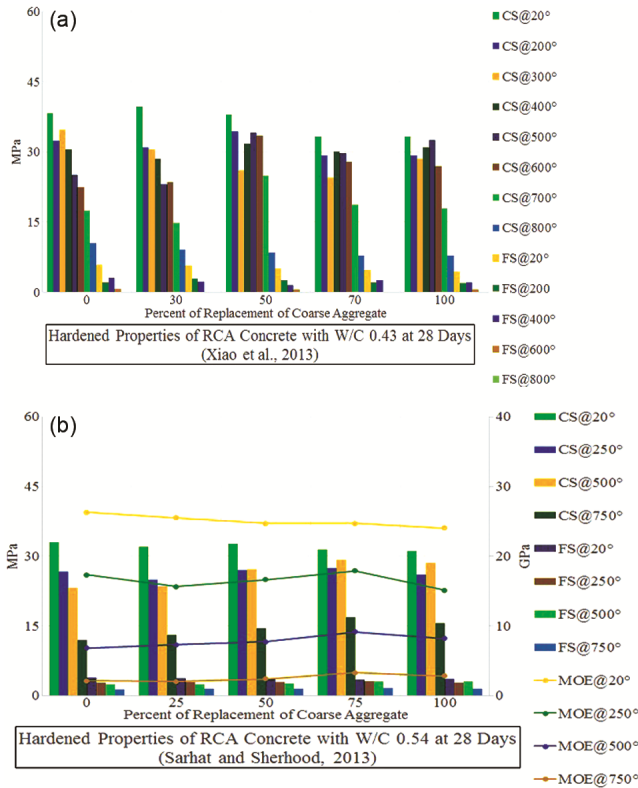 (a)
60
45
30
15
0
MPa
0 30 50 70 100
Percent of Replacement of Coarse Aggregate
Hardened Properties of RCA Concrete with W/C 0.43 at 28 Days
(Xiao et al., 2013)
CS@20°
CS@200°
CS@300°
CS@400°
CS@500°
CS@600°
CS@700°
CS@800°
FS@20°
FS@200
FS@400°
FS@600°
FS@800°
(b)
60
45
30
15
0
MPa
40
30
20
10
0
GPa
0 25 50 75 100
Percent of Replacement of Coarse Aggregate
Hardened Properties of RCA Concrete with W/C 0.54 at 28 Days
(Sarhat and Sherhood, 2013)
CS@20°
CS@250°
CS@500°
CS@750°
FS@20°
FS@250°
FS@500°
FS@750°
MOE@20°
MOE@250°
MOE@500°
MOE@750°